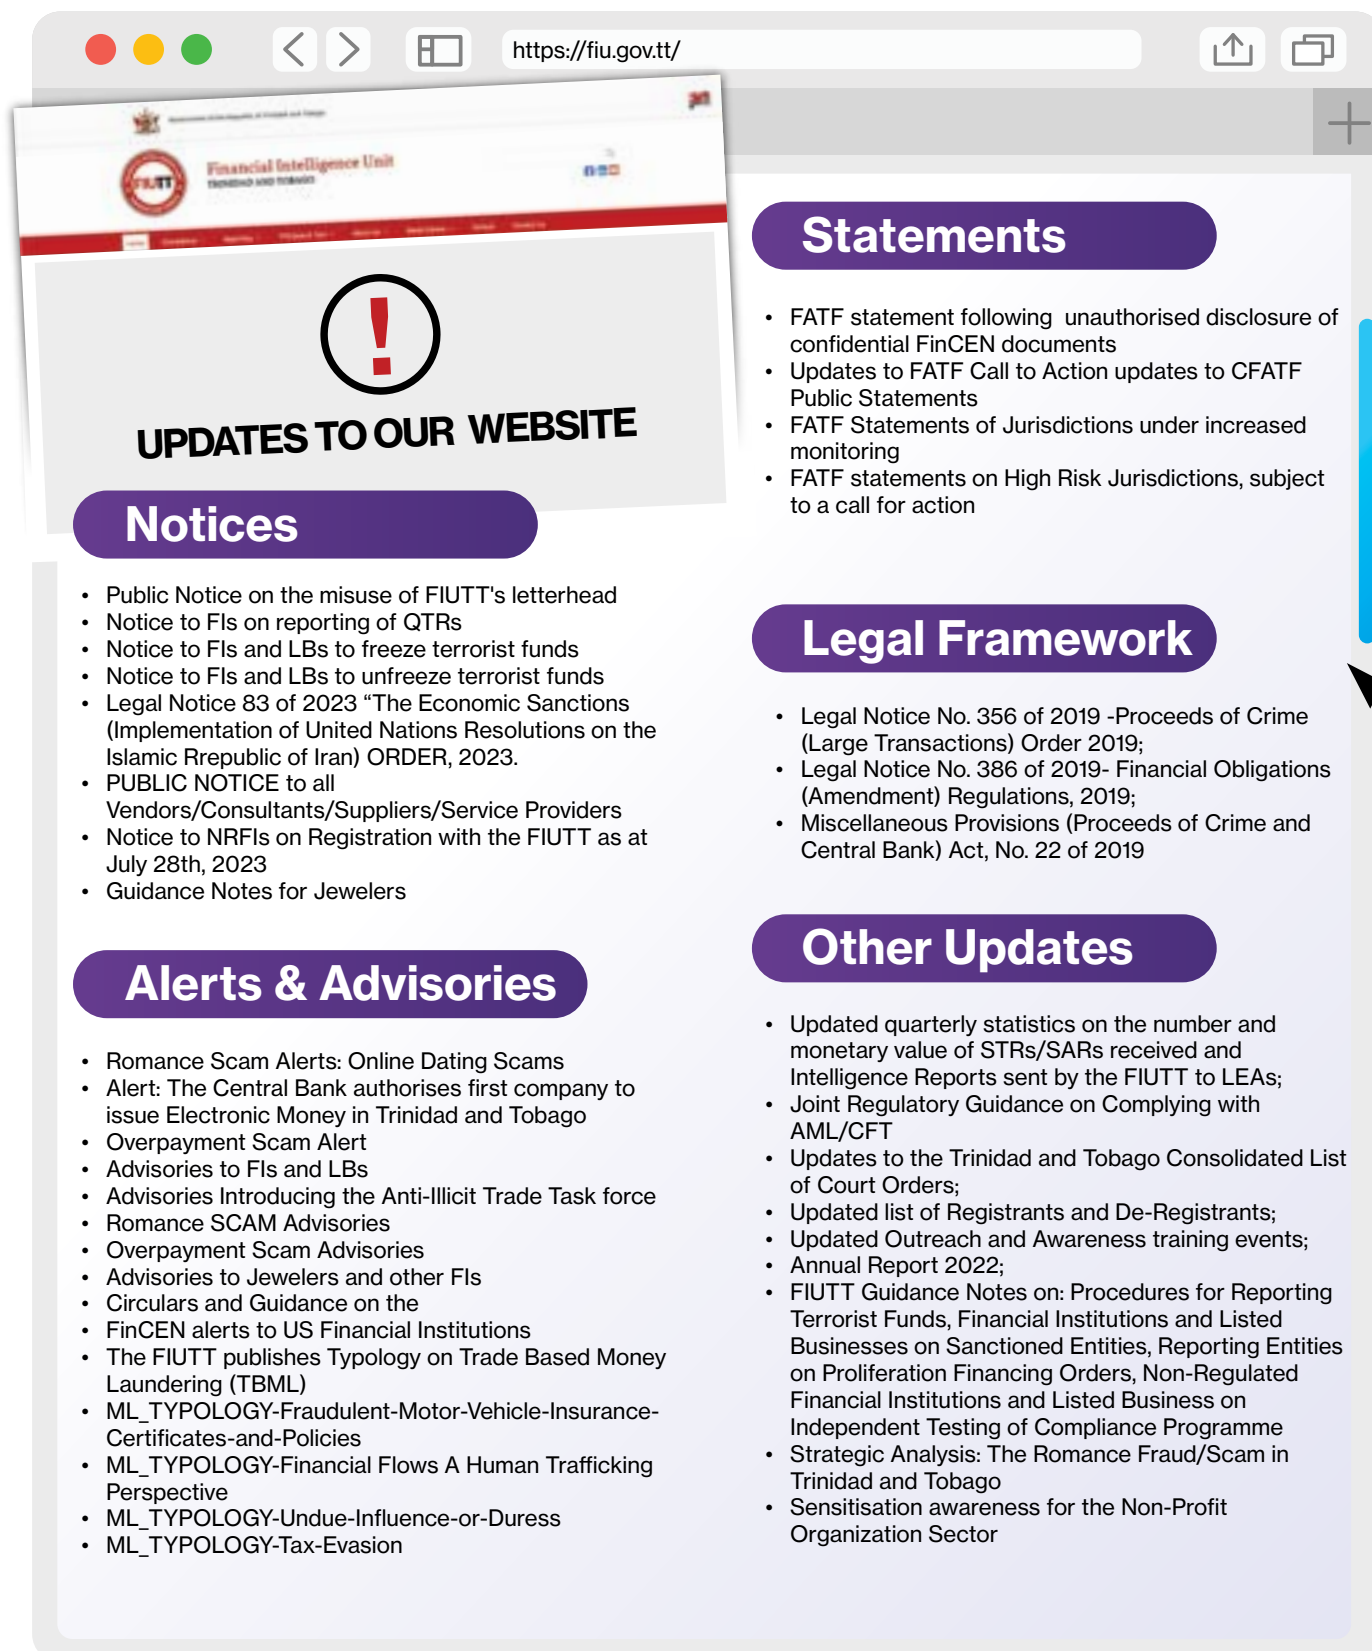 https://fiu.gov.tt/
Financial Intelligence Unit
TRINIDAD AND TOBAGO
FIUTT
!
UPDATES TO OUR WEBSITE
Notices
• Public Notice on the misuse of FIUTT's letterhead
• Notice to FIs on reporting of QTRs
• Notice to FIs and LBs to freeze terrorist funds
• Notice to FIs and LBs to unfreeze terrorist funds
• Legal Notice 83 of 2023 “The Economic Sanctions
(Implementation of United Nations Resolutions on the
Islamic Rrepublic of Iran) ORDER, 2023.
• PUBLIC NOTICE to all
Vendors/Consultants/Suppliers/Service Providers
• Notice to NRFIs on Registration with the FIUTT as at
July 28th, 2023
• Guidance Notes for Jewelers
Alerts & Advisories
• Romance Scam Alerts: Online Dating Scams
• Alert: The Central Bank authorises first company to
issue Electronic Money in Trinidad and Tobago
• Overpayment Scam Alert
• Advisories to FIs and LBs
• Advisories Introducing the Anti-Illicit Trade Task force
• Romance SCAM Advisories
• Overpayment Scam Advisories
• Advisories to Jewelers and other FIs
• Circulars and Guidance on the
• FinCEN alerts to US Financial Institutions
• The FIUTT publishes Typology on Trade Based Money
Laundering (TBML)
• ML_TYPOLOGY-Fraudulent-Motor-Vehicle-Insurance-
Certificates-and-Policies
• ML_TYPOLOGY-Financial Flows A Human Trafficking
Perspective
• ML_TYPOLOGY-Undue-Influence-or-Duress
• ML_TYPOLOGY-Tax-Evasion
Statements
• FATF statement following  unauthorised disclosure of
confidential FinCEN documents
• Updates to FATF Call to Action updates to CFATF
Public Statements
• FATF Statements of Jurisdictions under increased
monitoring
• FATF statements on High Risk Jurisdictions, subject
to a call for action
Legal Framework
• Legal Notice No. 356 of 2019 -Proceeds of Crime
(Large Transactions) Order 2019;
• Legal Notice No. 386 of 2019- Financial Obligations
(Amendment) Regulations, 2019;
• Miscellaneous Provisions (Proceeds of Crime and
Central Bank) Act, No. 22 of 2019
Other Updates
• Updated quarterly statistics on the number and
monetary value of STRs/SARs received and
Intelligence Reports sent by the FIUTT to LEAs;
• Joint Regulatory Guidance on Complying with
AML/CFT
• Updates to the Trinidad and Tobago Consolidated List
of Court Orders;
• Updated list of Registrants and De-Registrants;
• Updated Outreach and Awareness training events;
• Annual Report 2022;
• FIUTT Guidance Notes on: Procedures for Reporting
Terrorist Funds, Financial Institutions and Listed
Businesses on Sanctioned Entities, Reporting Entities
on Proliferation Financing Orders, Non-Regulated
Financial Institutions and Listed Business on
Independent Testing of Compliance Programme
• Strategic Analysis: The Romance Fraud/Scam in
Trinidad and Tobago
• Sensitisation awareness for the Non-Profit
Organization Sector